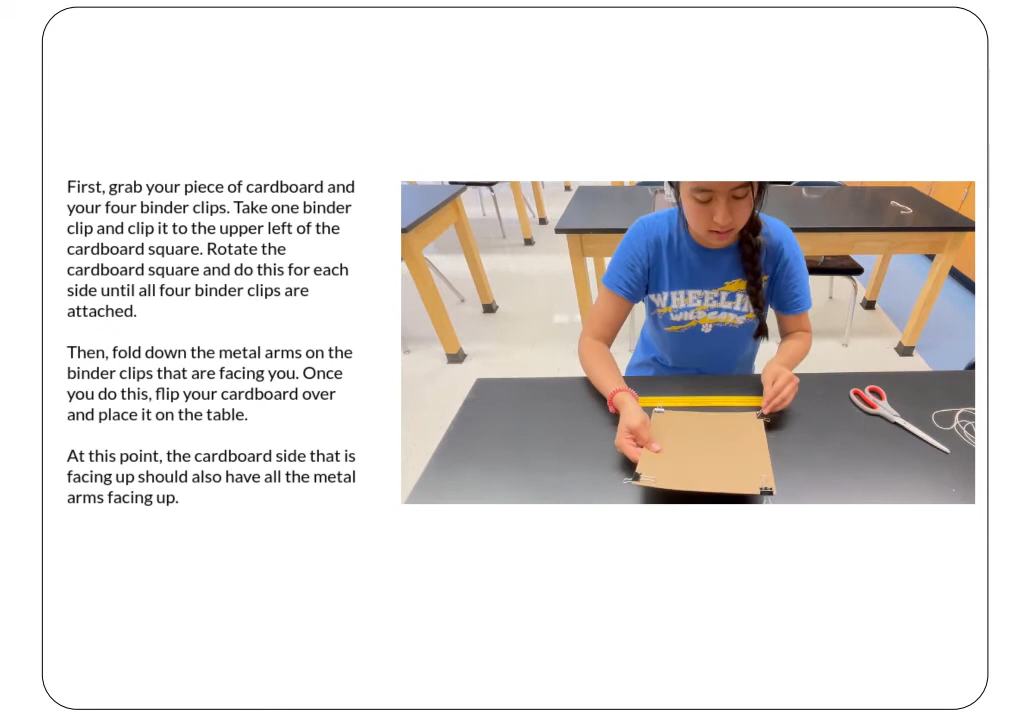 First, grab your piece of cardboard and
your four binder clips. Take one binder
clip and clip it to the upper left of the
cardboard square. Rotate the
cardboard square and do this for each
side until all four binder clips are
attached.
Then, fold down the metal arms on the
binder clips that are facing you. Once
you do this, flip your cardboard over
and place it on the table.
At this point, the cardboard side that is
facing up should also have all the metal
arms facing up.
WILDCATS